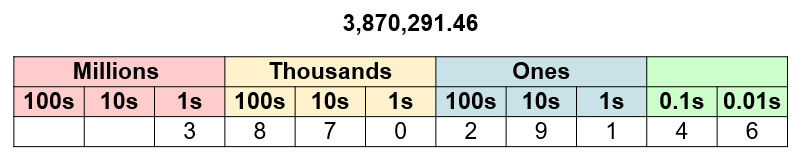 3,870,291.46
Millions Thousands Ones
100s 10s 1s 100s 10s 1s 100s 10s 1s 0.1s 0.01s
3 8 7 0 2 9 1 4 6